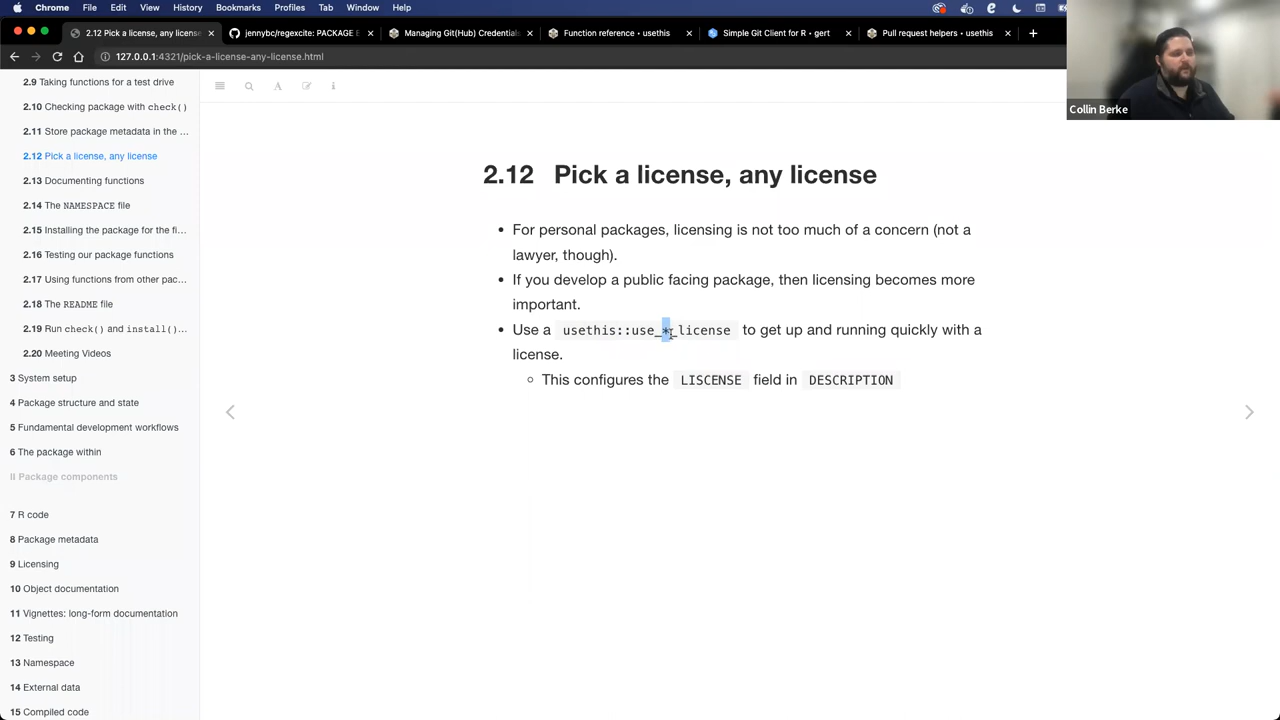 Chrome File Edit View History Bookmarks Profiles Tab Window Help
2.12 Pick a license, any license
jennybc/regexcite: PACKAGE E
Managing Git(Hub) Credentials
Function reference • usethis
Simple Git Client for R • gert
Pull request helpers • usethis
127.0.0.1:4321/pick-a-license-any-license.html
Collin Berke
2.9 Taking functions for a test drive
2.10 Checking package with check()
2.11 Store package metadata in the ...
2.12 Pick a license, any license
2.13 Documenting functions
2.14 The NAMESPACE file
2.15 Installing the package for the fi...
2.16 Testing our package functions
2.17 Using functions from other pac...
2.18 The README file
2.19 Run check() and install()...
2.20 Meeting Videos
3 System setup
4 Package structure and state
5 Fundamental development workflows
6 The package within
II Package components
7 R code
8 Package metadata
9 Licensing
10 Object documentation
11 Vignettes: long-form documentation
12 Testing
13 Namespace
14 External data
15 Compiled code
2.12 Pick a license, any license
• For personal packages, licensing is not too much of a concern (not a
lawyer, though).
• If you develop a public facing package, then licensing becomes more
important.
• Use a usethis::use_*_license to get up and running quickly with a
license.
◦ This configures the LISCENSE field in DESCRIPTION